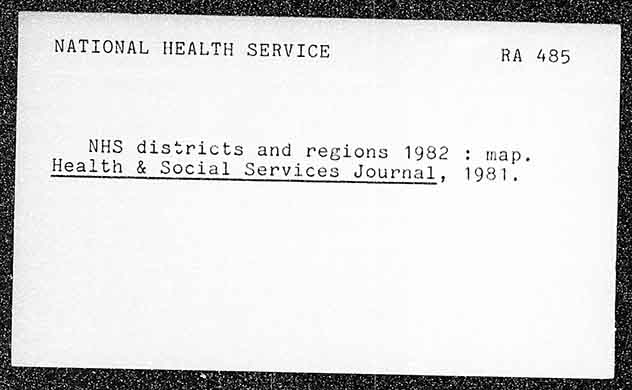 NATIONAL HEALTH SERVICE
RA 485
NHS districts and regions 1982 : map.
Health & Social Services Journal, 1981.